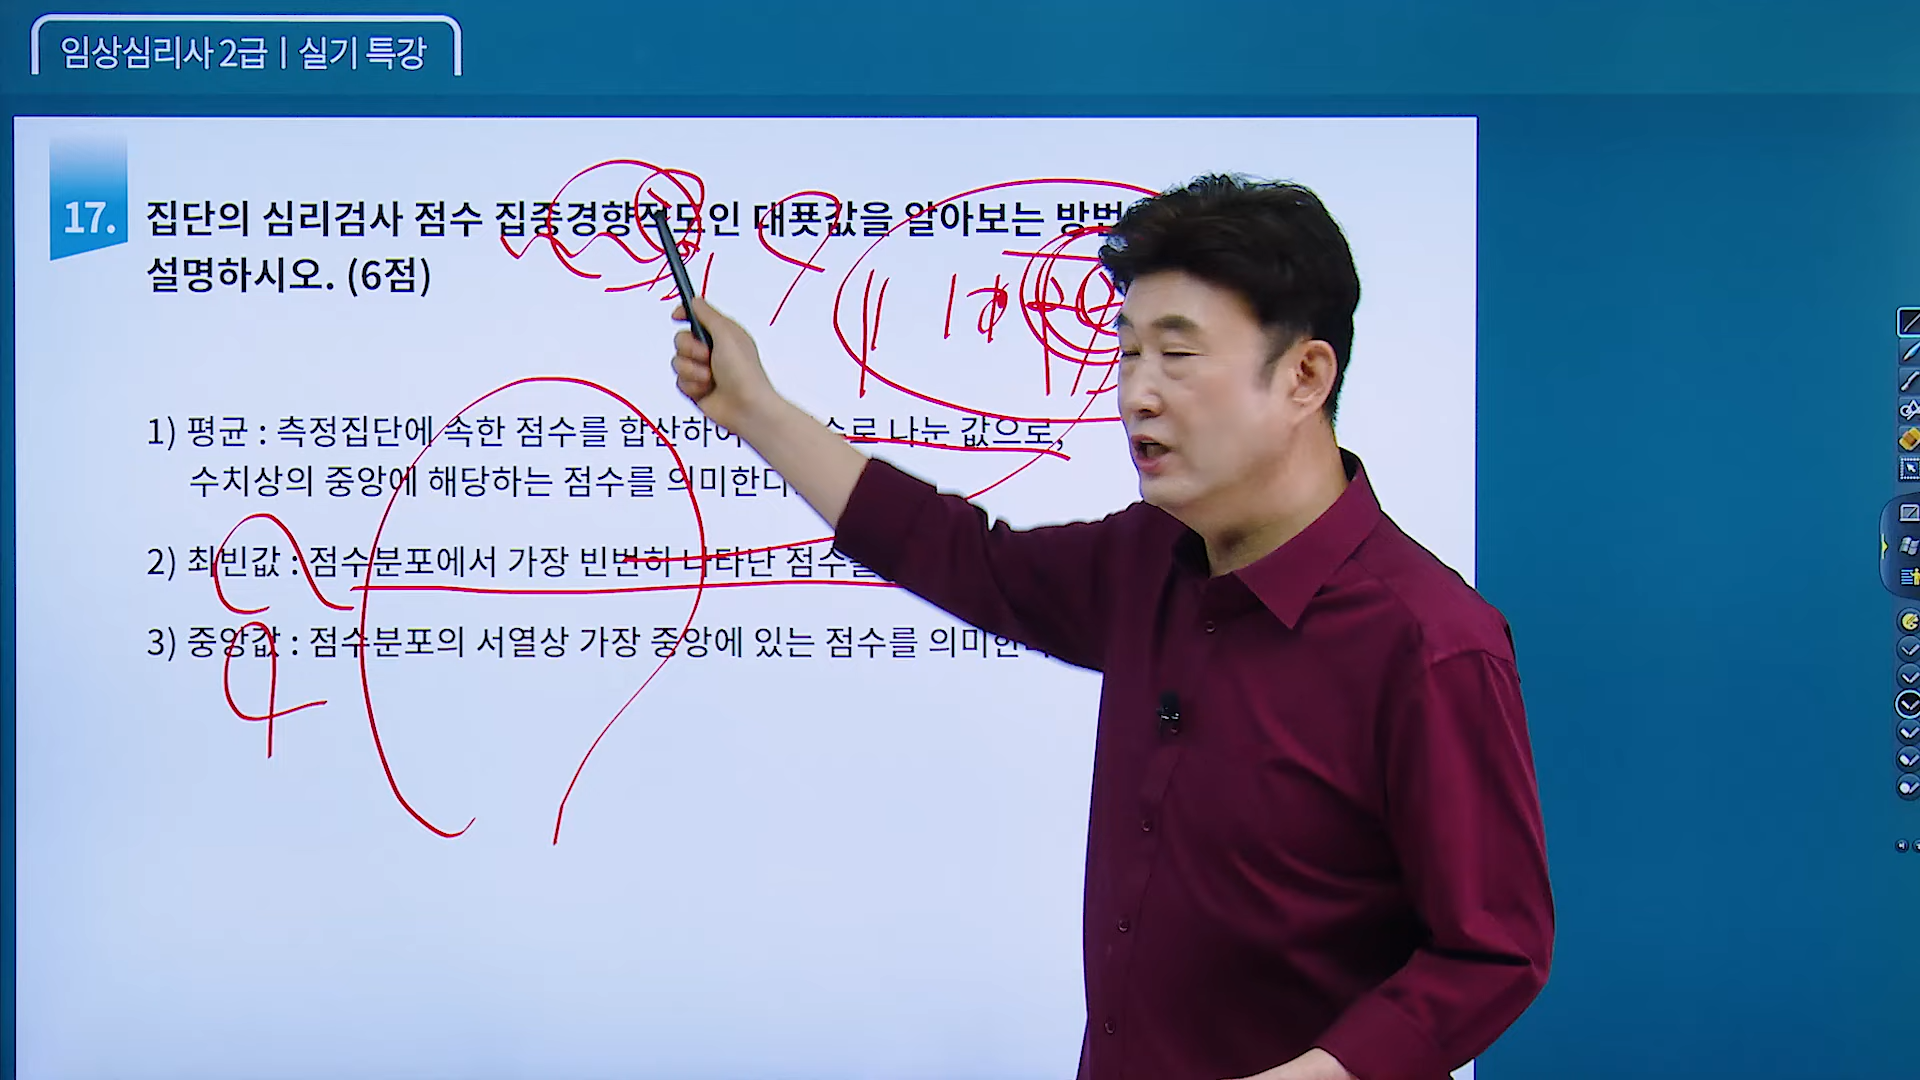 임상심리사 2급 | 실기 특강
17. 집단의 심리검사 점수 집중경향적도인 대푯값을 알아보는 방법
설명하시오. (6점)
1) 평균 : 측정집단에 속한 점수를 합산하여 나눈 값으로,
수치상의 중앙에 해당하는 점수를 의미한다.
2) 최빈값 : 점수분포에서 가장 빈번히 나타난 점수를
3) 중앙값 : 점수분포의 서열상 가장 중앙에 있는 점수를 의미한